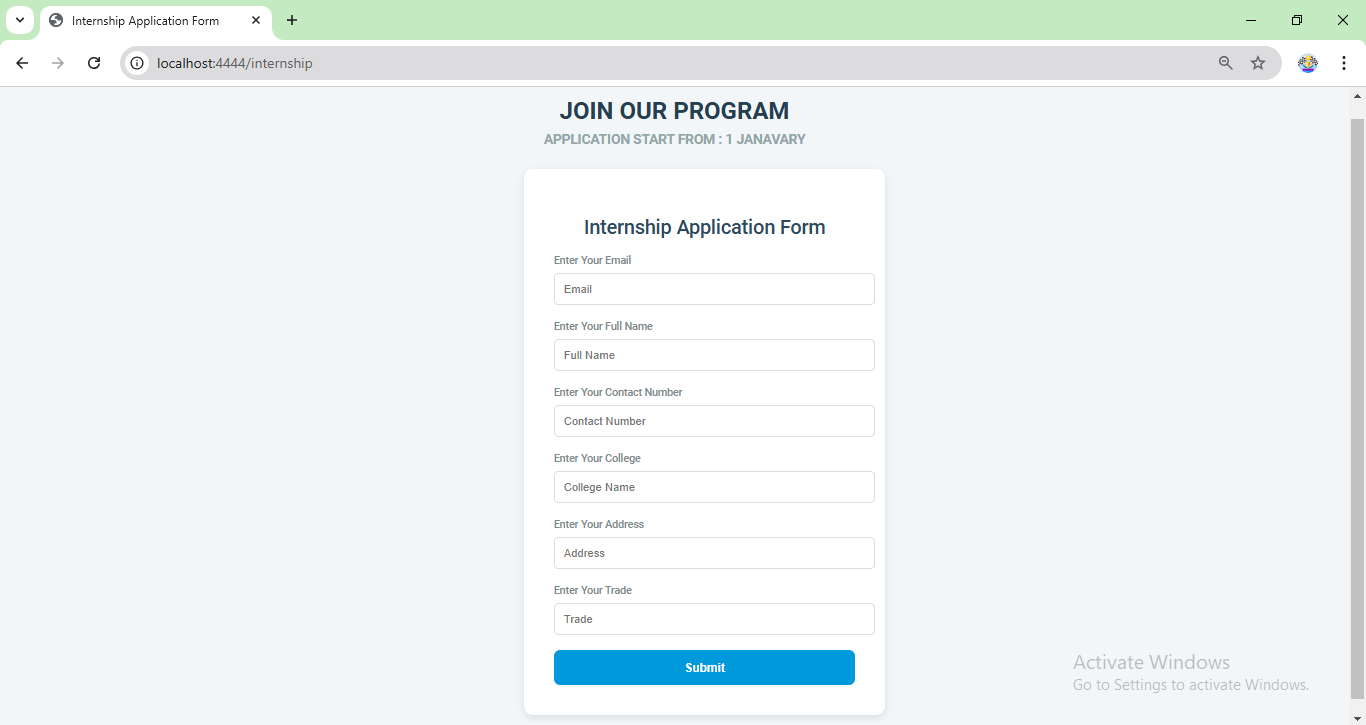 Internship Application Form
localhost:4444/internship
JOIN OUR PROGRAM
APPLICATION START FROM : 1 JANAVARY
Internship Application Form
Enter Your Email
Email
Enter Your Full Name
Full Name
Enter Your Contact Number
Contact Number
Enter Your College
College Name
Enter Your Address
Address
Enter Your Trade
Trade
Submit
Activate Windows
Go to Settings to activate Windows.